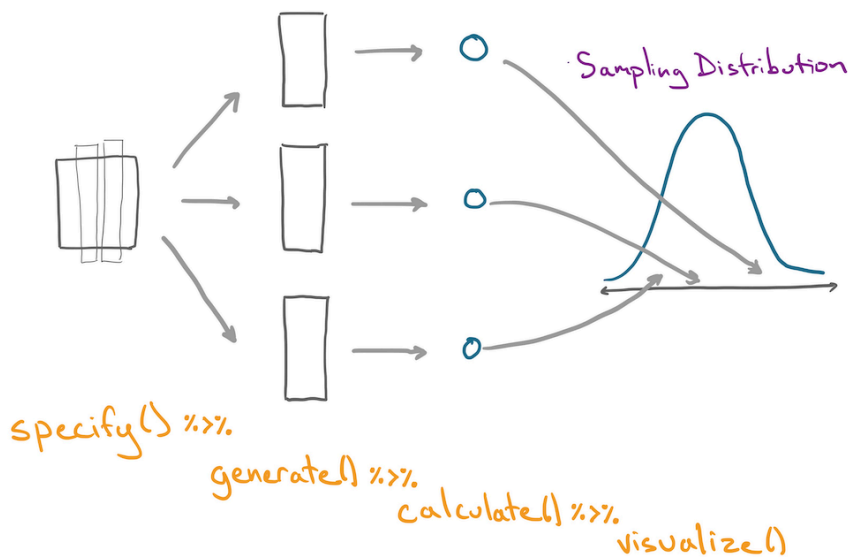 Sampling Distribution
specify() %>%
generate() %>%
calculate() %>%
visualize()